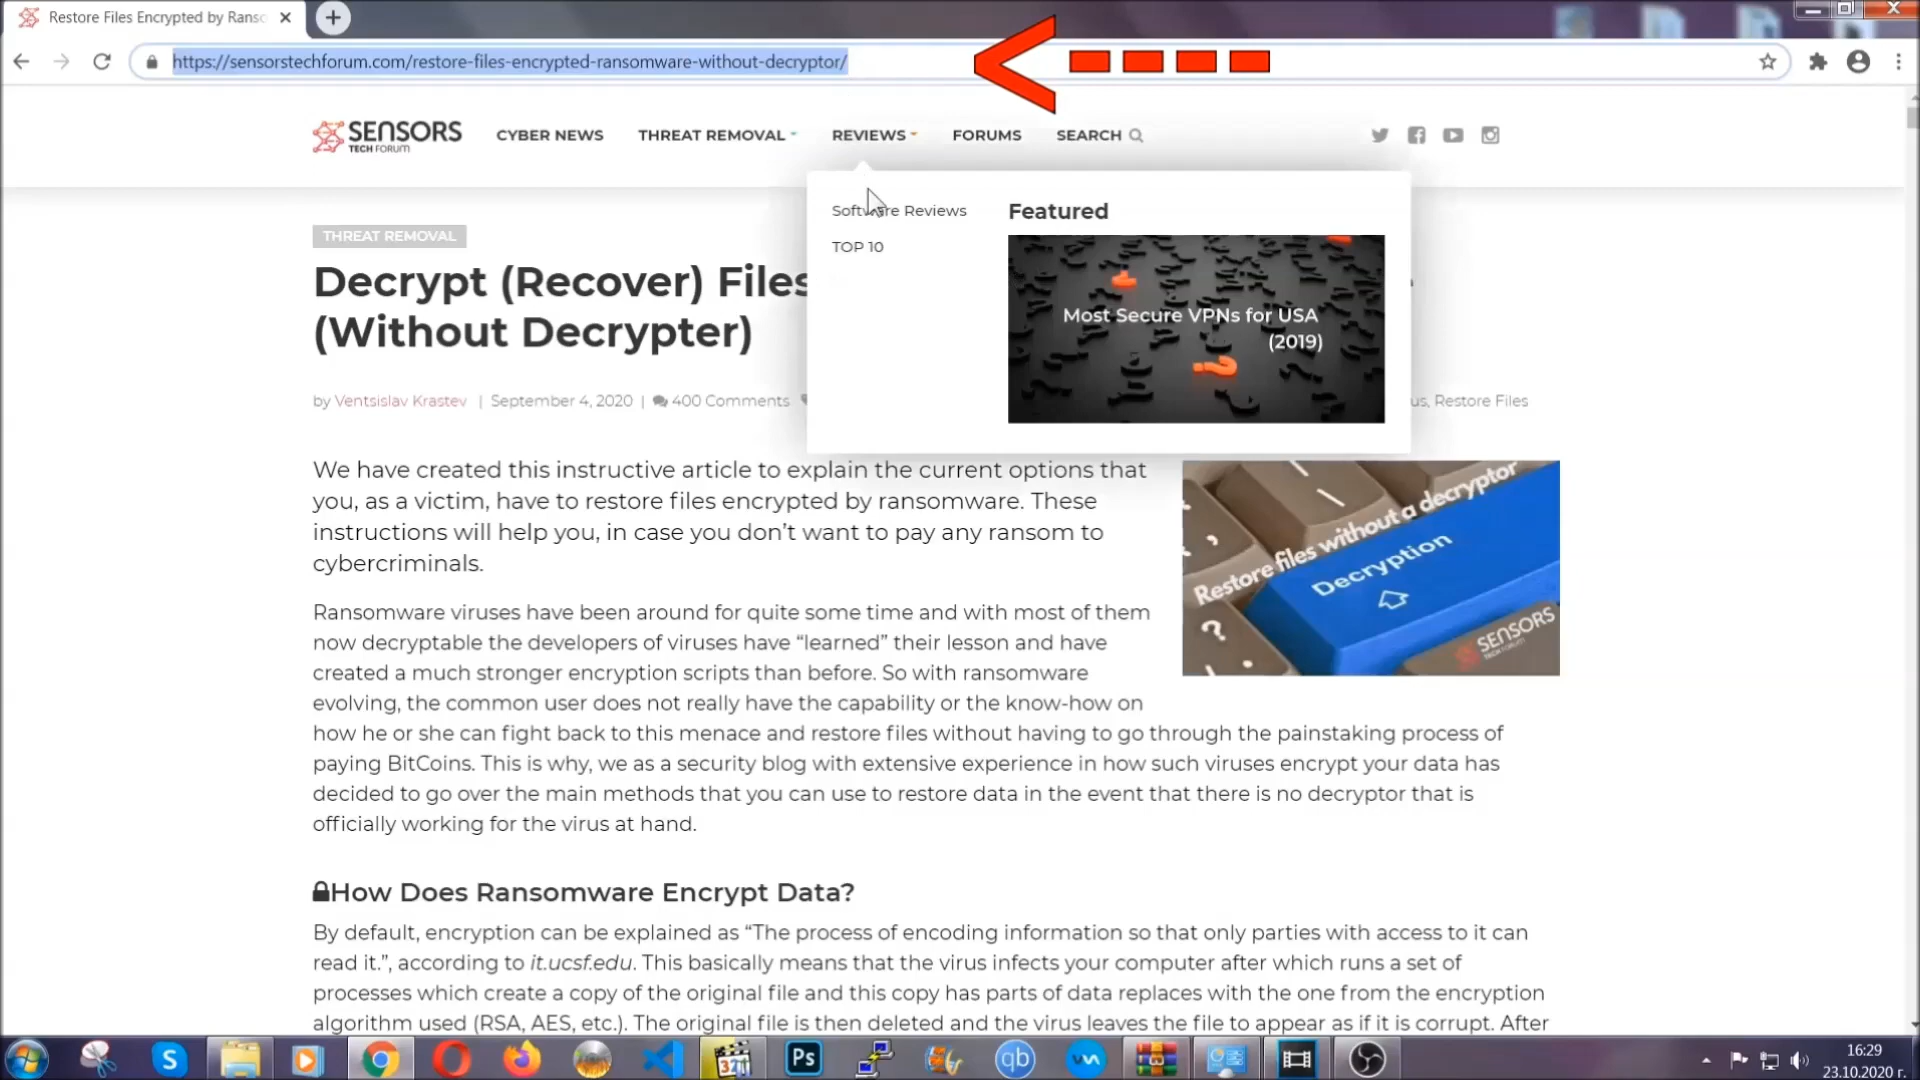 Restore Files Encrypted by Ranso
https://sensorstechforum.com/restore-files-encrypted-ransomware-without-decryptor/
SENSORS
TECH FORUM
CYBER NEWS
THREAT REMOVAL
REVIEWS
FORUMS
SEARCH
Software Reviews
TOP 10
Featured
Most Secure VPNs for USA
(2019)
THREAT REMOVAL
Decrypt (Recover) Files
(Without Decrypter)
by Ventsislav Krastev | September 4, 2020 | 400 Comments
us, Restore Files
We have created this instructive article to explain the current options that
you, as a victim, have to restore files encrypted by ransomware. These
instructions will help you, in case you don’t want to pay any ransom to
cybercriminals.
Restore files without a decryptor
Decryption
SENSORS
Ransomware viruses have been around for quite some time and with most of them
now decryptable the developers of viruses have “learned” their lesson and have
created a much stronger encryption scripts than before. So with ransomware
evolving, the common user does not really have the capability or the know-how on
how he or she can fight back to this menace and restore files without having to go through the painstaking process of
paying BitCoins. This is why, we as a security blog with extensive experience in how such viruses encrypt your data has
decided to go over the main methods that you can use to restore data in the event that there is no decryptor that is
officially working for the virus at hand.
How Does Ransomware Encrypt Data?
By default, encryption can be explained as “The process of encoding information so that only parties with access to it can
read it.”, according to it.ucsf.edu. This basically means that the virus infects your computer after which runs a set of
processes which create a copy of the original file and this copy has parts of data replaces with the one from the encryption
algorithm used (RSA, AES, etc.). The original file is then deleted and the virus leaves the file to appear as if it is corrupt. After
S
321
Ps
qb
16:29
23.10.2020 г.